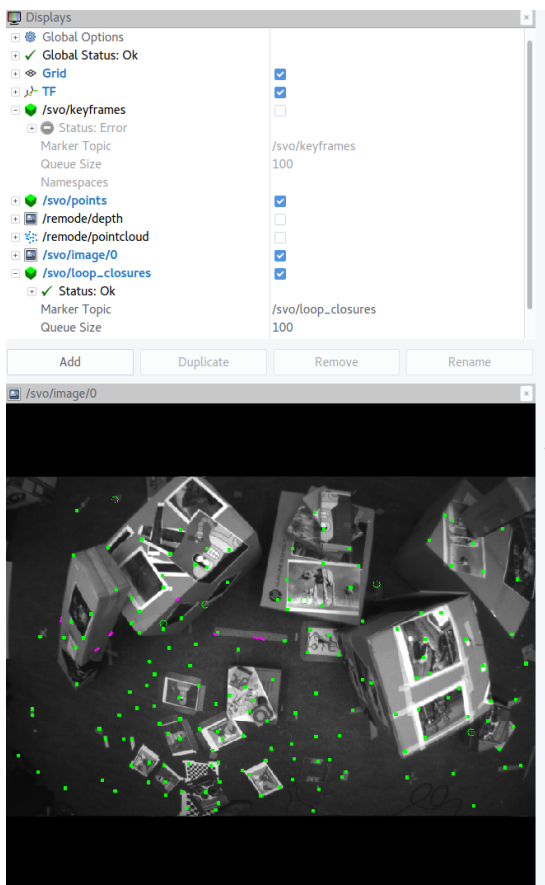 Displays
Global Options
Global Status: Ok
Grid
TF
/svo/keyframes
Status: Error
Marker Topic /svo/keyframes
Queue Size 100
Namespaces
/svo/points
/remode/depth
/remode/pointcloud
/svo/image/0
/svo/loop_closures
Status: Ok
Marker Topic /svo/loop_closures
Queue Size 100
Add Duplicate Remove Rename
/svo/image/0